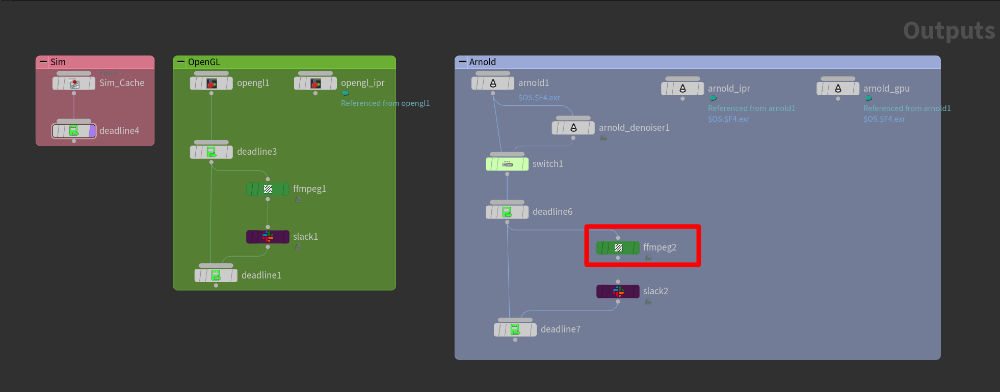 Outputs
Sim
Sim_Cache
deadline4
OpenGL
opengl1
opengl_ipr
Referenced from opengl1
deadline3
ffmpeg1
slack1
deadline1
Arnold
arnold1
$OS.$F4.exr
arnold_denoiser1
switch1
deadline6
ffmpeg2
slack2
deadline7
arnold_ipr
Referenced from arnold1
$OS.$F4.exr
arnold_gpu
Referenced from arnold1
$OS.$F4.exr